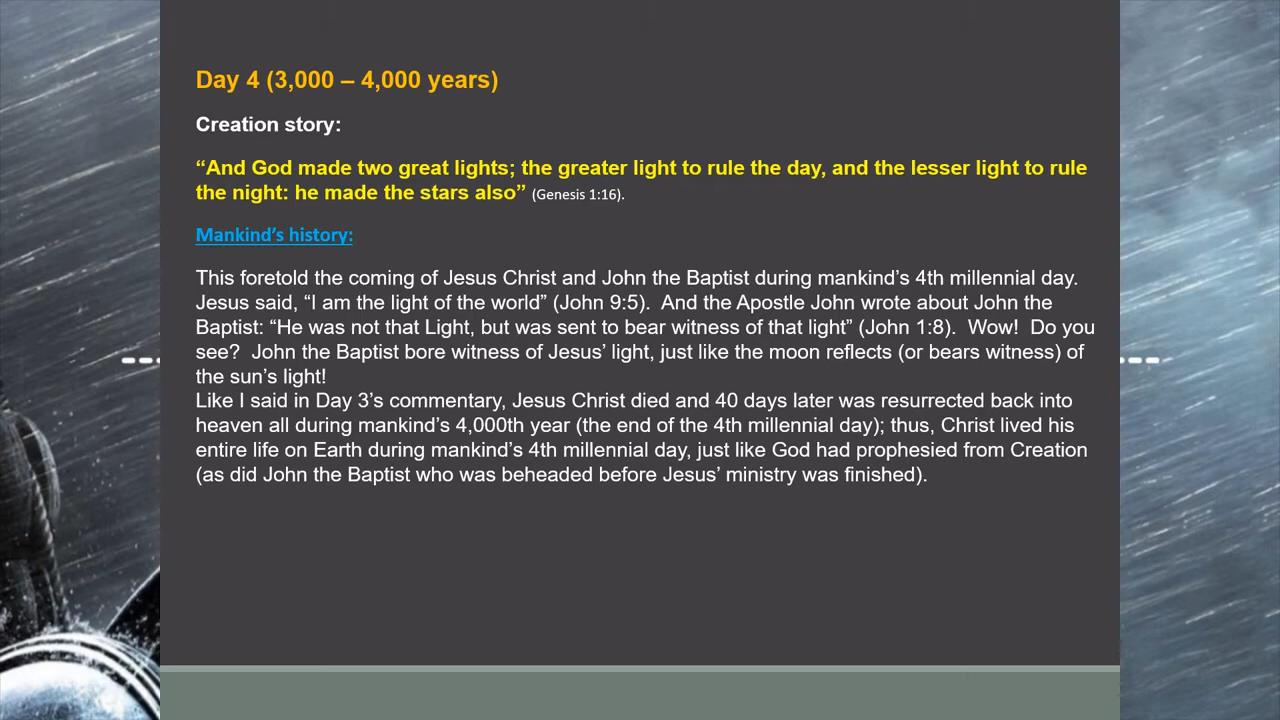 Day 4 (3,000 – 4,000 years)
Creation story:
“And God made two great lights; the greater light to rule the day, and the lesser light to rule
the night: he made the stars also” (Genesis 1:16).
Mankind’s history:
This foretold the coming of Jesus Christ and John the Baptist during mankind’s 4th millennial day.
Jesus said, “I am the light of the world” (John 9:5).  And the Apostle John wrote about John the
Baptist: “He was not that Light, but was sent to bear witness of that light” (John 1:8).  Wow!  Do you
see?  John the Baptist bore witness of Jesus’ light, just like the moon reflects (or bears witness) of
the sun’s light!
Like I said in Day 3’s commentary, Jesus Christ died and 40 days later was resurrected back into
heaven all during mankind’s 4,000th year (the end of the 4th millennial day); thus, Christ lived his
entire life on Earth during mankind’s 4th millennial day, just like God had prophesied from Creation
(as did John the Baptist who was beheaded before Jesus’ ministry was finished).